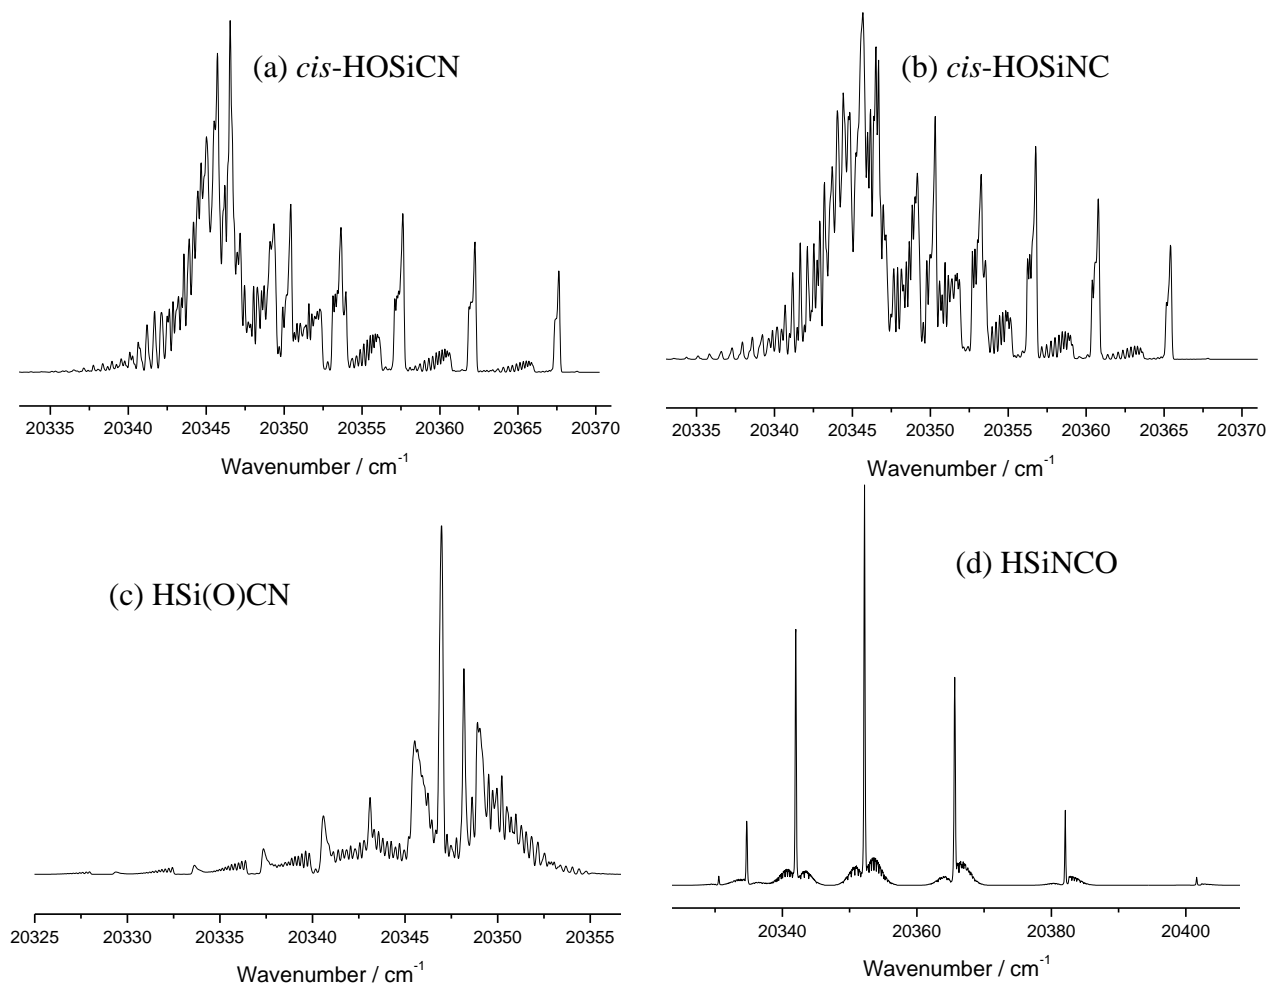 (a) cis-HOSiCN
(b) cis-HOSiNC
20335 20340 20345 20350 20355 20360 20365 20370
Wavenumber / cm-1
20335 20340 20345 20350 20355 20360 20365 20370
Wavenumber / cm-1
(c) HSi(O)CN
(d) HSiNCO
20325 20330 20335 20340 20345 20350 20355
Wavenumber / cm-1
20340 20360 20380 20400
Wavenumber / cm-1